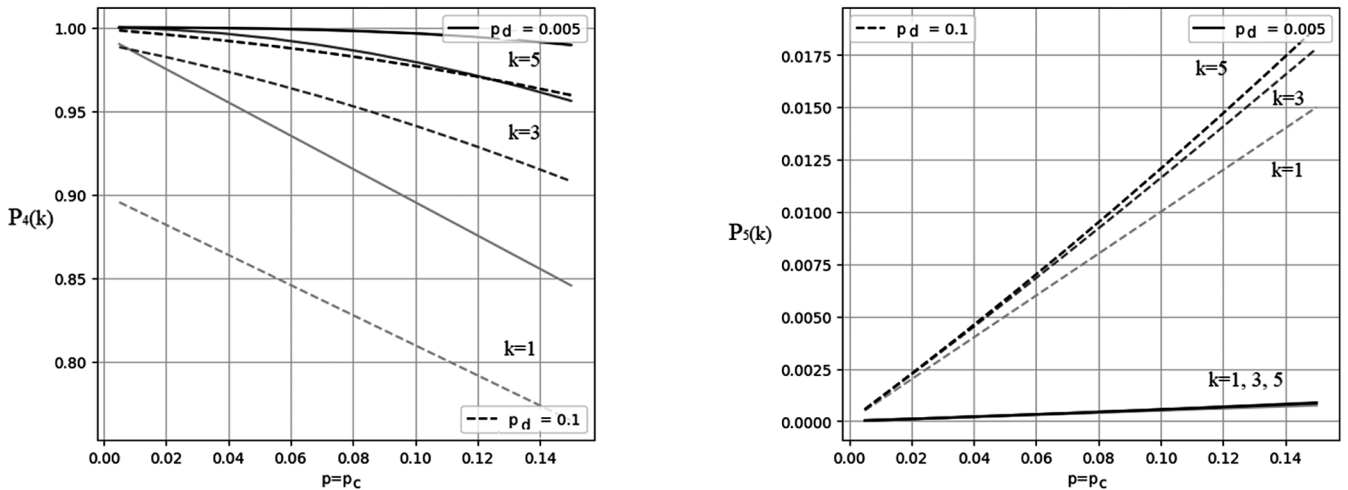 1.00
0.95
0.90
0.85
0.80
P4(k)
p d = 0.005
k=5
k=3
k=1
p d = 0.1
0.00 0.02 0.04 0.06 0.08 0.10 0.12 0.14
p=pc
0.0175
0.0150
0.0125
0.0100
0.0075
0.0050
0.0025
0.0000
P5(k)
p d = 0.1
p d = 0.005
k=5
k=3
k=1
k=1, 3, 5
0.00 0.02 0.04 0.06 0.08 0.10 0.12 0.14
p=pc